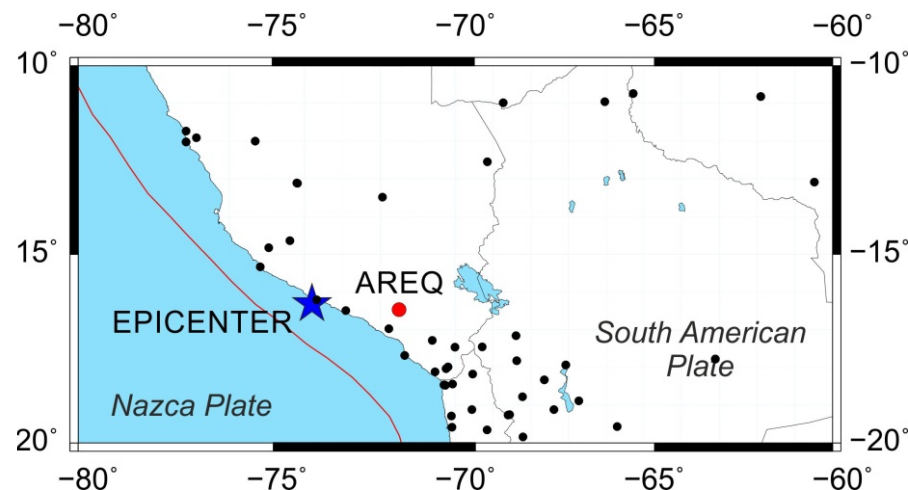 −80˚ −75˚ −70˚ −65˚ −60˚
10˚ −10˚
15˚ −15˚
AREQ
EPICENTER
South American
Plate
Nazca Plate
20˚ −20˚
−80˚ −75˚ −70˚ −65˚ −60˚